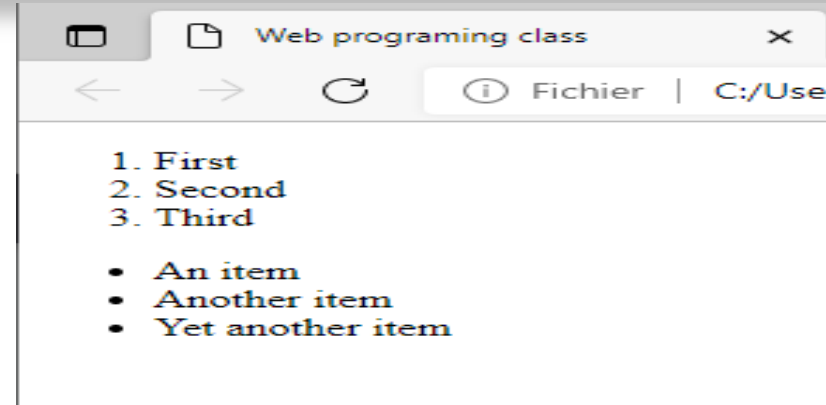 Web programing class
Fichier | C:/Use
1. First
2. Second
3. Third
• An item
• Another item
• Yet another item